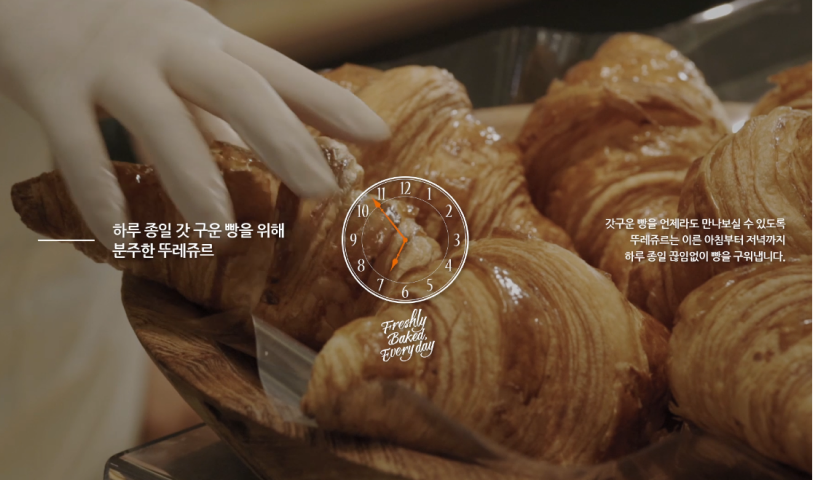 하루 종일 갓 구운 빵을 위해
분주한 뚜레쥬르
12
1
2
3
4
5
6
7
8
9
10
11
Freshly
Baked,
Everyday
갓구운 빵을 언제라도 만나보실 수 있도록
뚜레쥬르는 이른 아침부터 저녁까지
하루 종일 끊임없이 빵을 구워냅니다.